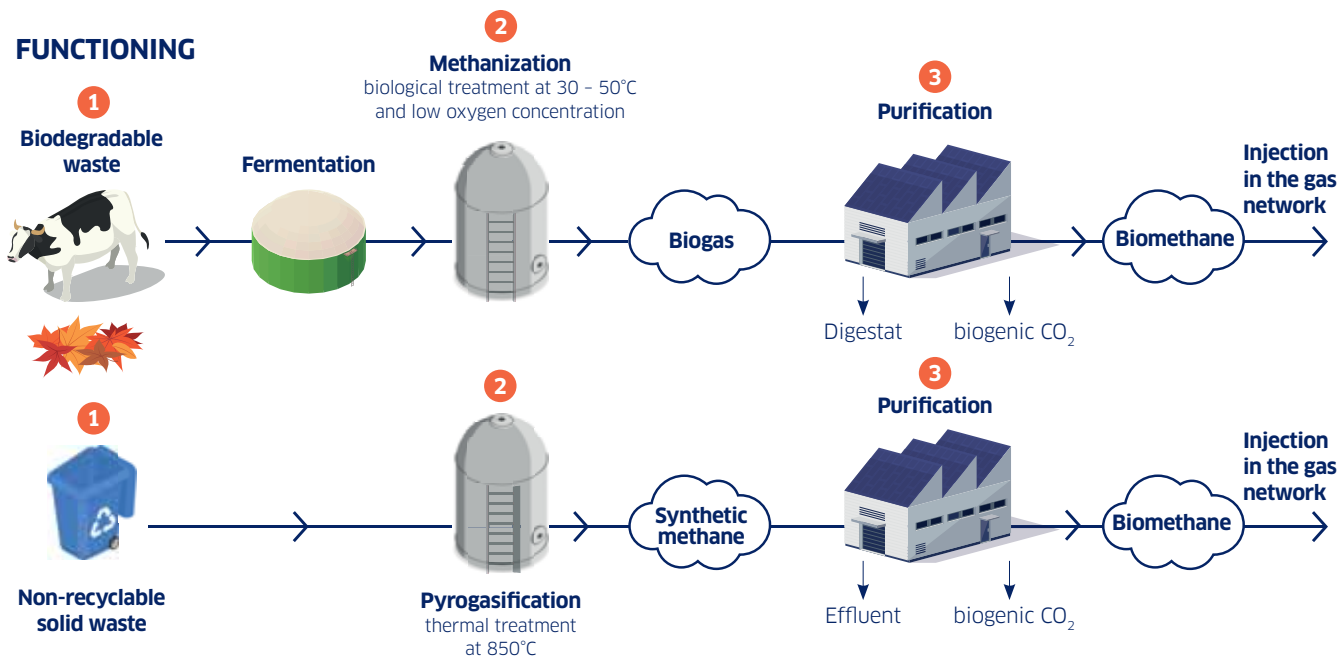 FUNCTIONING
1
Biodegradable
waste
Fermentation
2
Methanization
biological treatment at 30 – 50°C
and low oxygen concentration
Biogas
3
Purification
Digestat
biogenic CO₂
Biomethane
Injection
in the gas
network
1
Non-recyclable
solid waste
2
Pyrogasification
thermal treatment
at 850°C
Synthetic
methane
3
Purification
Effluent
biogenic CO₂
Biomethane
Injection
in the gas
network